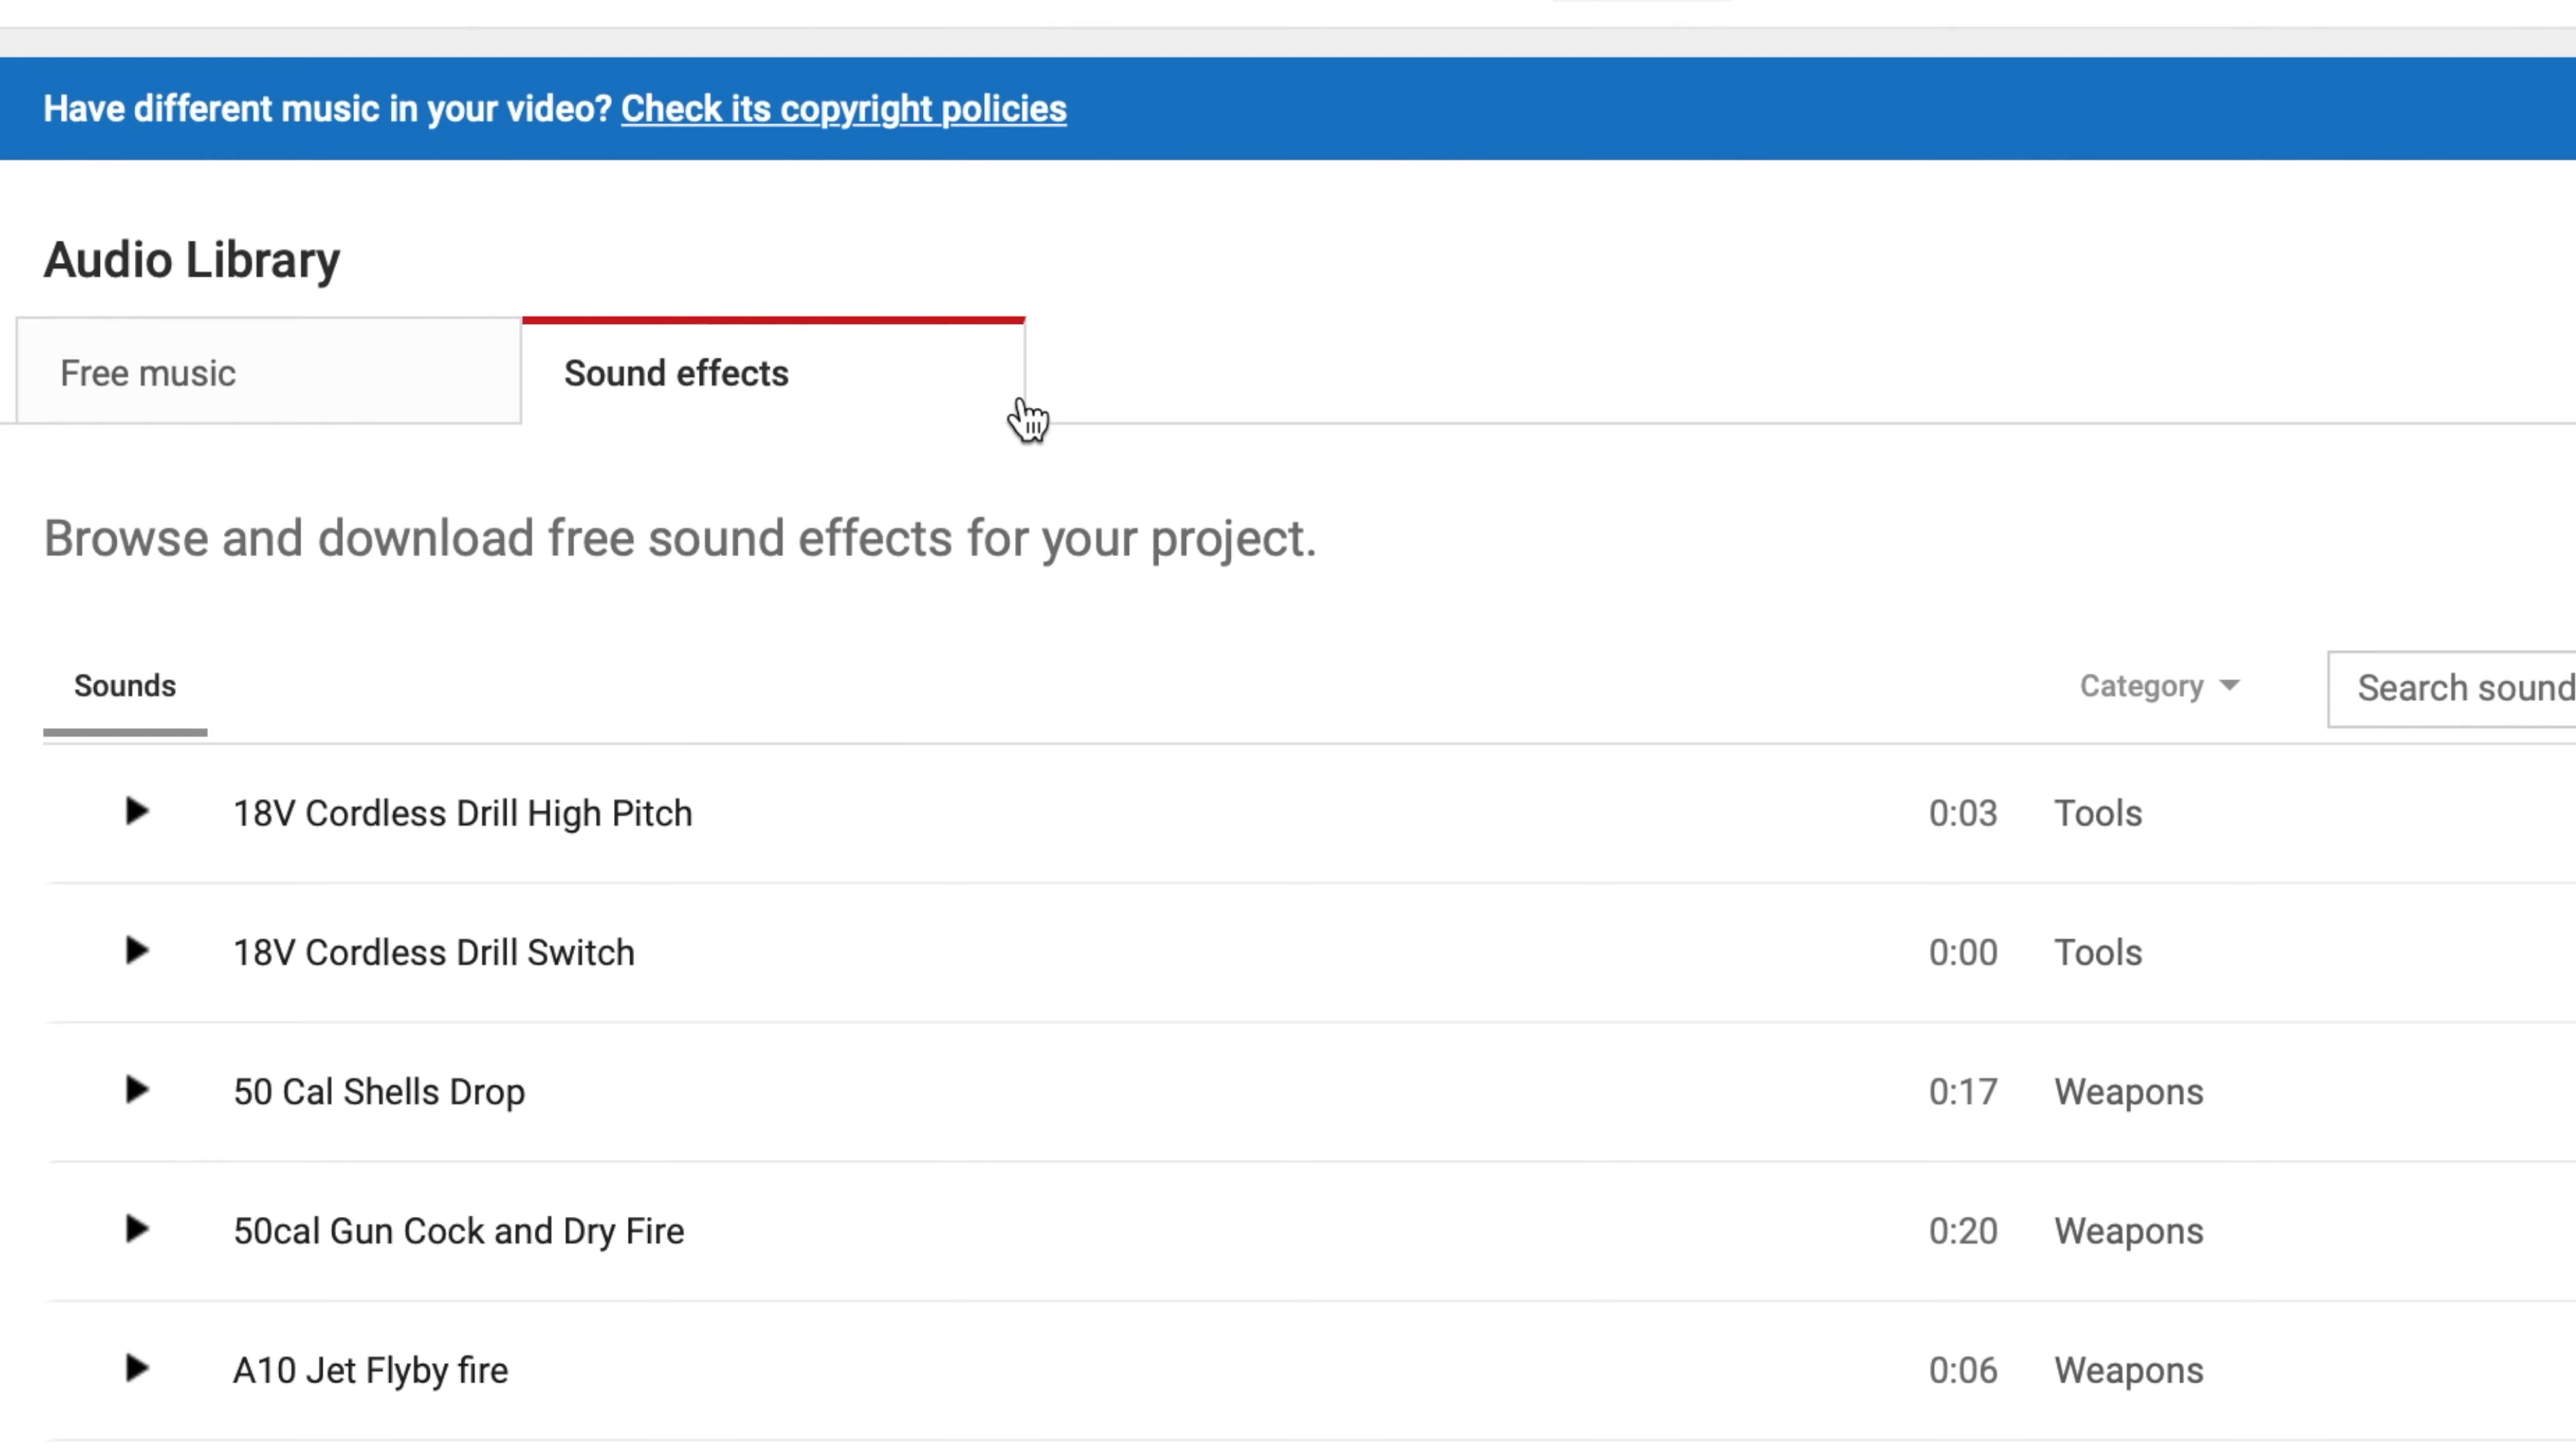 Have different music in your video? Check its copyright policies
Audio Library
Free music
Sound effects
Browse and download free sound effects for your project.
Sounds
Category
Search sound
18V Cordless Drill High Pitch 0:03 Tools
18V Cordless Drill Switch 0:00 Tools
50 Cal Shells Drop 0:17 Weapons
50cal Gun Cock and Dry Fire 0:20 Weapons
A10 Jet Flyby fire 0:06 Weapons